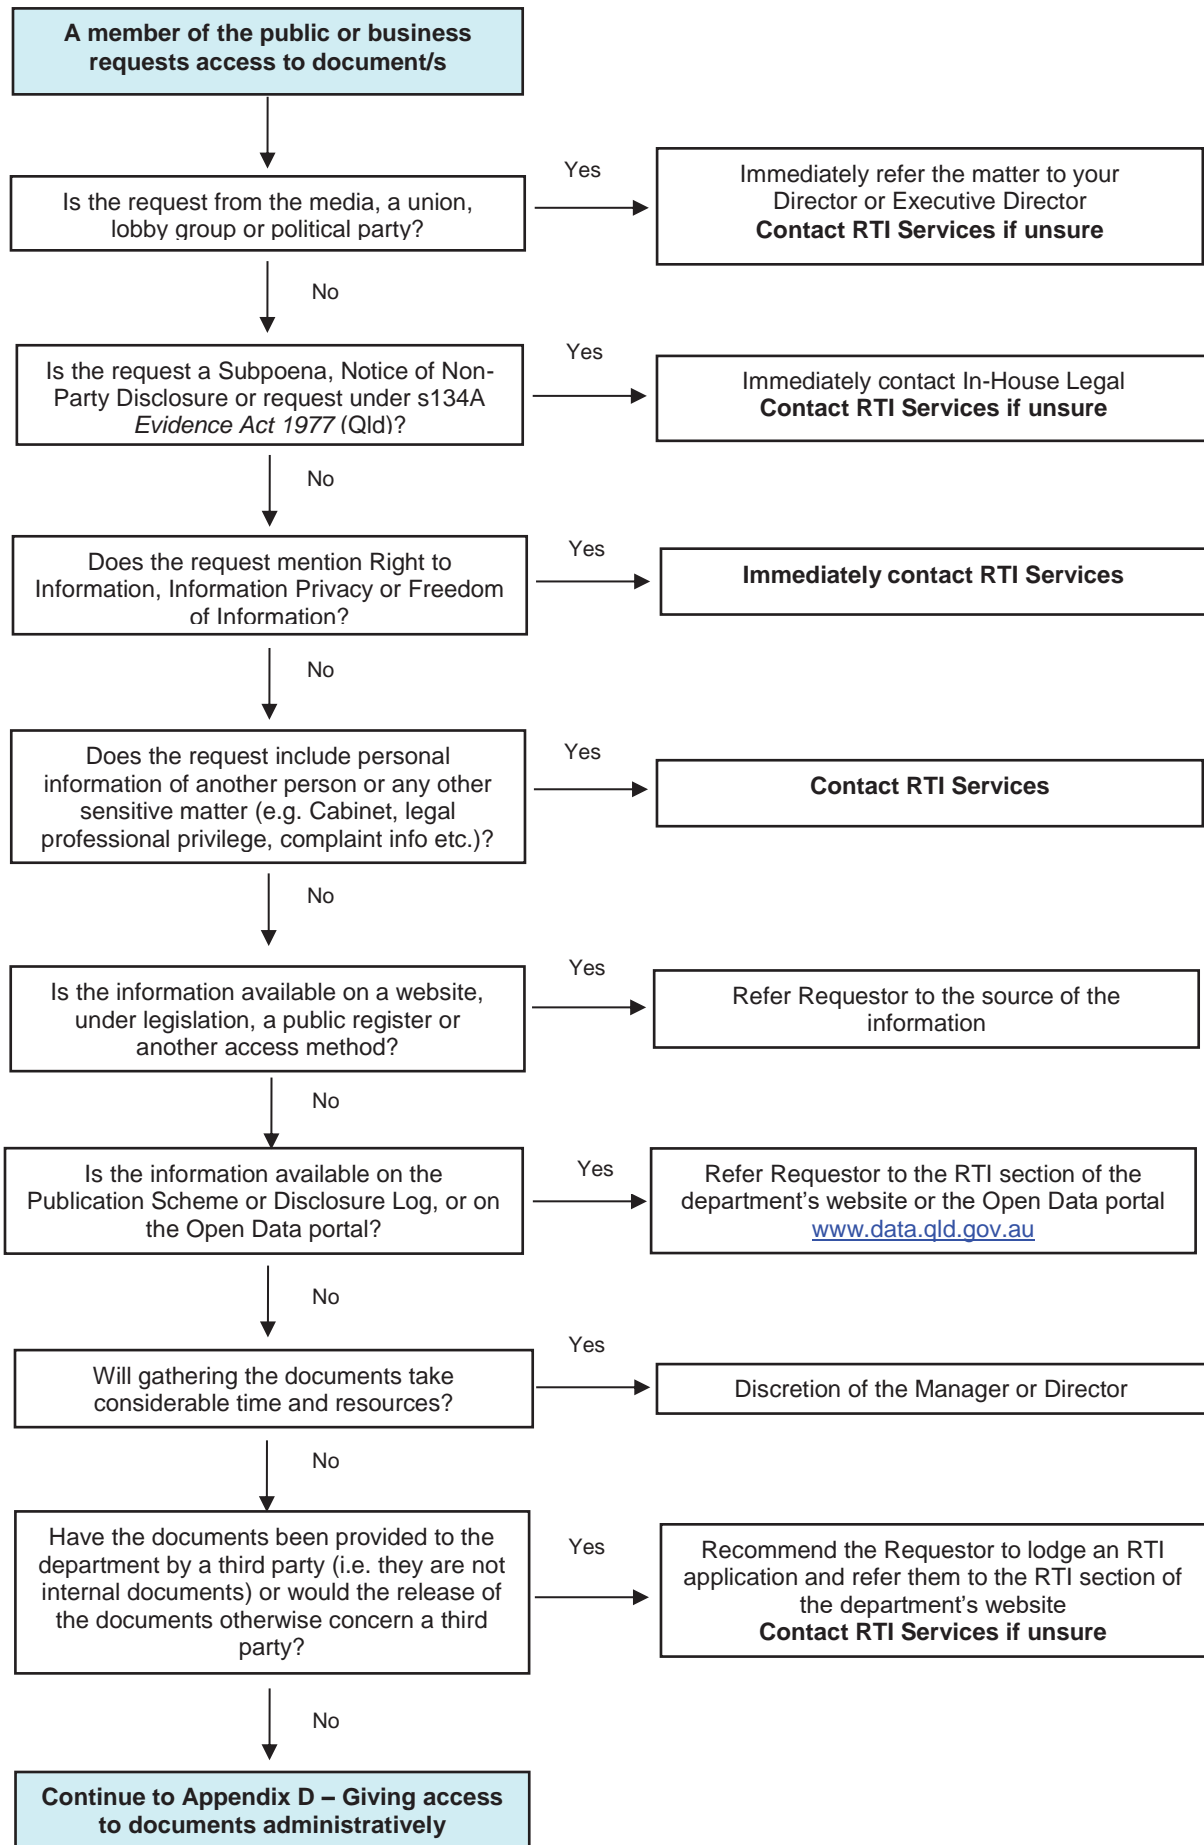 A member of the public or business
requests access to document/s
Yes
Is the request from the media, a union,
lobby group or political party?
Immediately refer the matter to your
Director or Executive Director
Contact RTI Services if unsure
No
Yes
Is the request a Subpoena, Notice of Non-
Party Disclosure or request under s134A
Evidence Act 1977 (Qld)?
Immediately contact In-House Legal
Contact RTI Services if unsure
No
Yes
Does the request mention Right to
Information, Information Privacy or Freedom
of Information?
Immediately contact RTI Services
No
Yes
Does the request include personal
information of another person or any other
sensitive matter (e.g. Cabinet, legal
professional privilege, complaint info etc.)?
Contact RTI Services
No
Yes
Is the information available on a website,
under legislation, a public register or
another access method?
Refer Requestor to the source of the
information
No
Yes
Is the information available on the
Publication Scheme or Disclosure Log, or on
the Open Data portal?
Refer Requestor to the RTI section of the
department's website or the Open Data portal
www.data.qld.gov.au
No
Yes
Will gathering the documents take
considerable time and resources?
Discretion of the Manager or Director
No
Yes
Have the documents been provided to the
department by a third party (i.e. they are not
internal documents) or would the release of
the documents otherwise concern a third
party?
Recommend the Requestor to lodge an RTI
application and refer them to the RTI section of
the department's website
Contact RTI Services if unsure
No
Continue to Appendix D – Giving access
to documents administratively